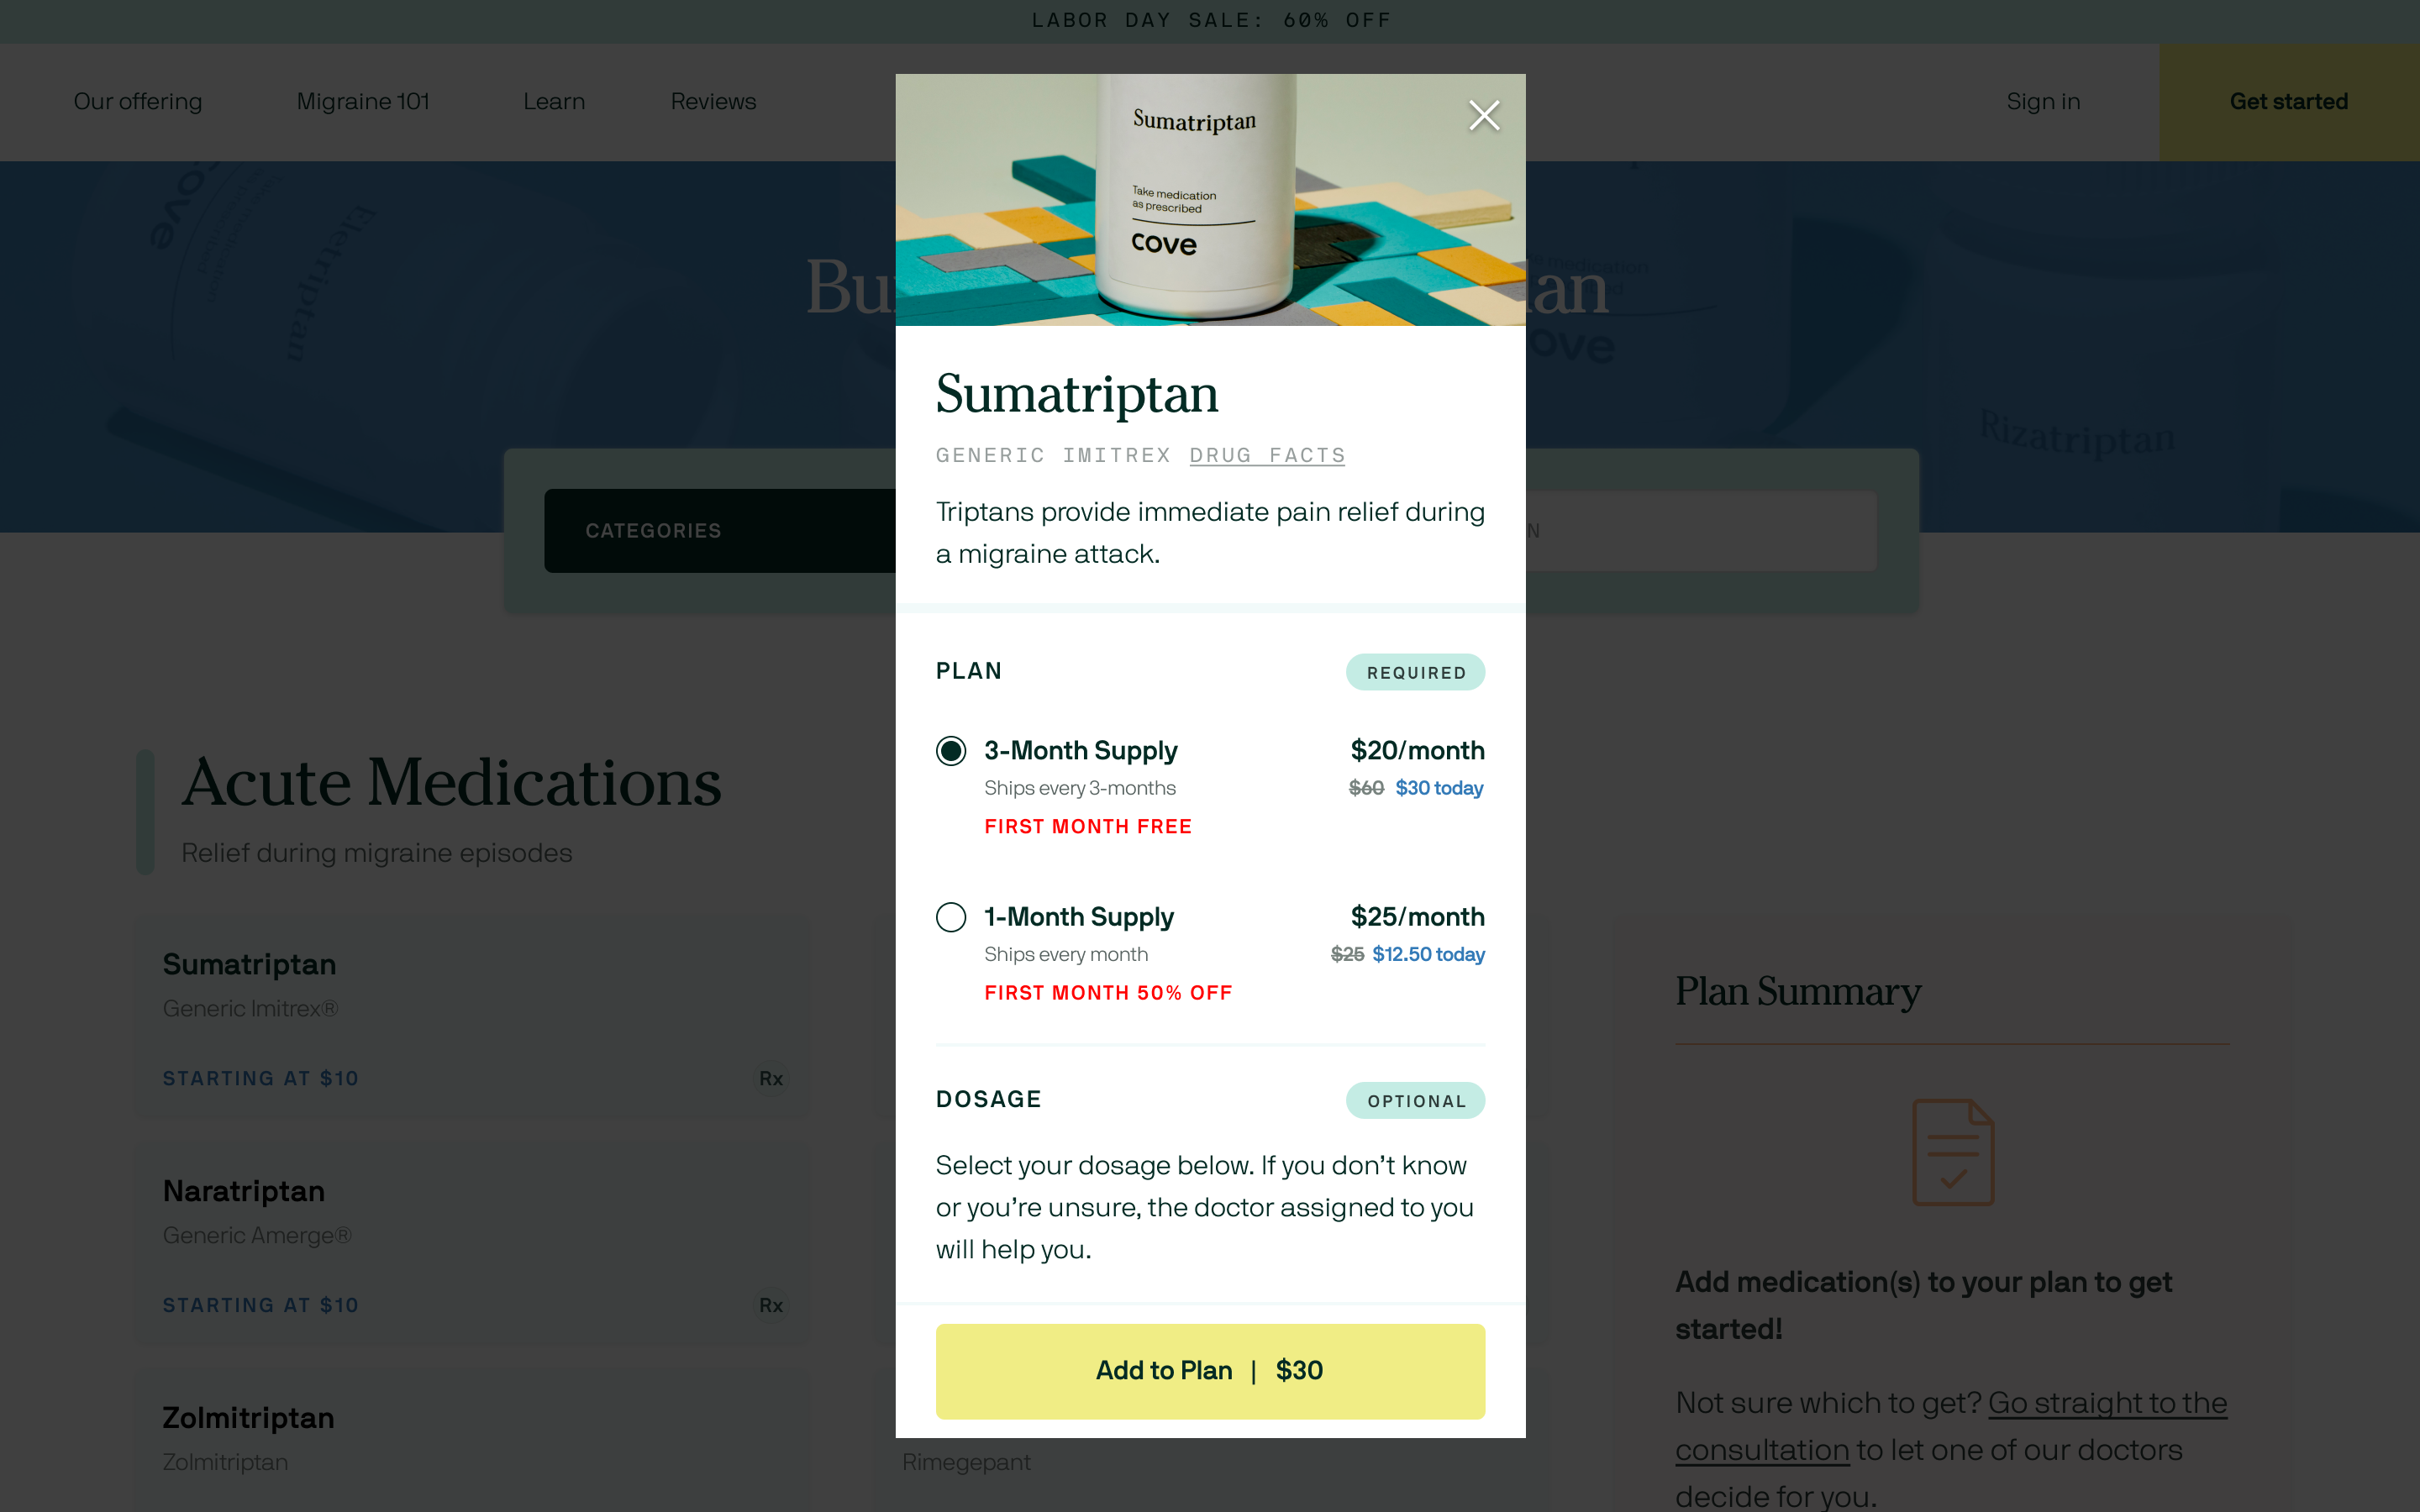 LABOR DAY SALE: 60% OFF
Our offering
Migraine 101
Learn
Reviews
Sign in
Get started
Sumatriptan
Take medication
as prescribed
cove
cove
Eletriptan
Bu
lan
medication
ove
Rizatriptan
Sumatriptan
GENERIC IMITREX DRUG FACTS
Triptans provide immediate pain relief during
a migraine attack.
CATEGORIES
N
PLAN
REQUIRED
3-Month Supply $20/month
Ships every 3-months $60 $30 today
FIRST MONTH FREE
1-Month Supply $25/month
Ships every month $25 $12.50 today
FIRST MONTH 50% OFF
DOSAGE
OPTIONAL
Select your dosage below. If you don’t know
or you’re unsure, the doctor assigned to you
will help you.
Add to Plan | $30
Acute Medications
Relief during migraine episodes
Sumatriptan
Generic Imitrex®
STARTING AT $10
Rx
Naratriptan
Generic Amerge®
STARTING AT $10
Rx
Zolmitriptan
Zolmitriptan
Rimegepant
Plan Summary
Add medication(s) to your plan to get
started!
Not sure which to get? Go straight to the
consultation to let one of our doctors
decide for you.